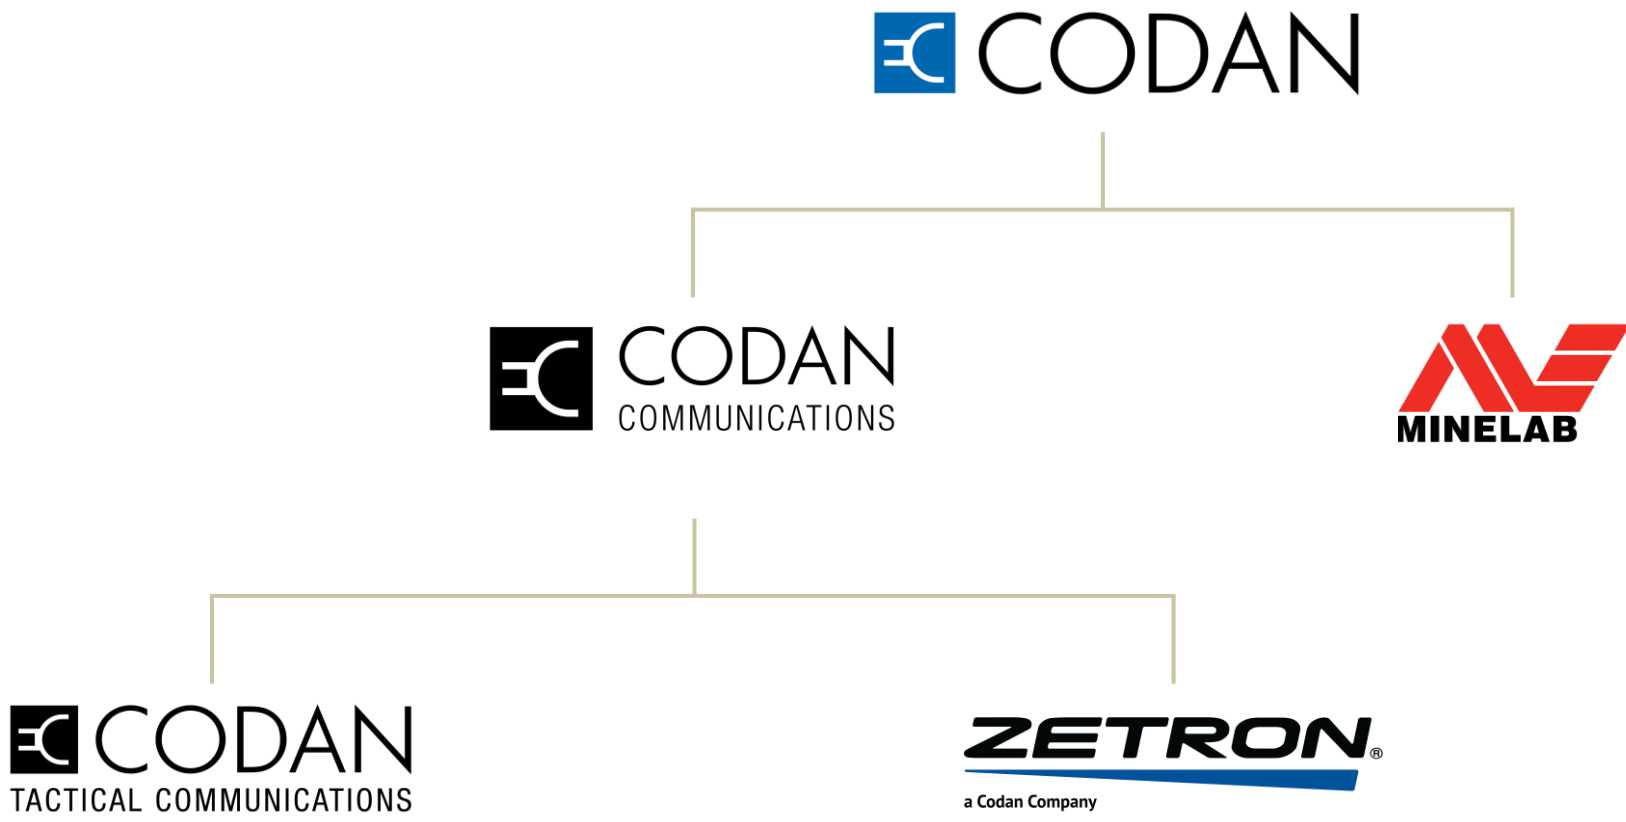 CODAN
CODAN
COMMUNICATIONS
MINELAB
CODAN
TACTICAL COMMUNICATIONS
ZETRON®
a Codan Company